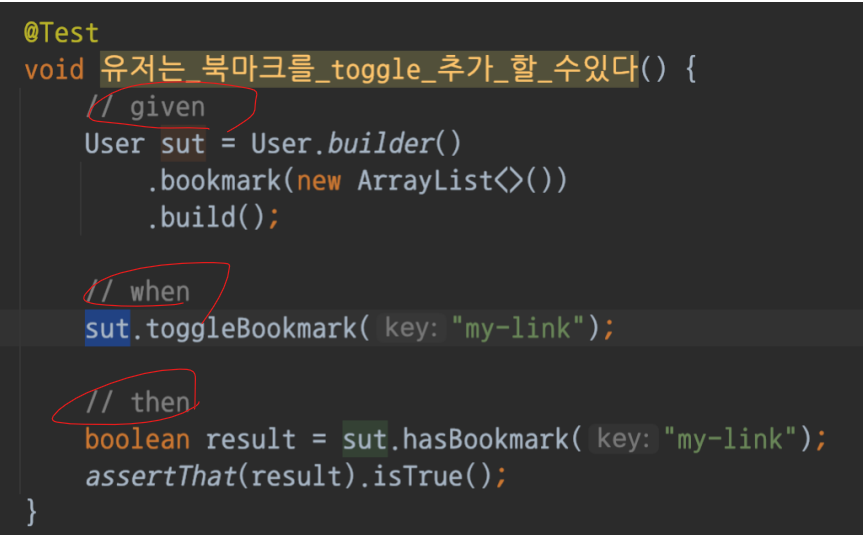 @Test
void 유저는_북마크를_toggle_추가_할_수있다() {
// given
User sut = User.builder()
.bookmark(new ArrayList<>())
.build();
// when
sut.toggleBookmark( key: "my-link");
// then
boolean result = sut.hasBookmark( key: "my-link");
assertThat(result).isTrue();
}